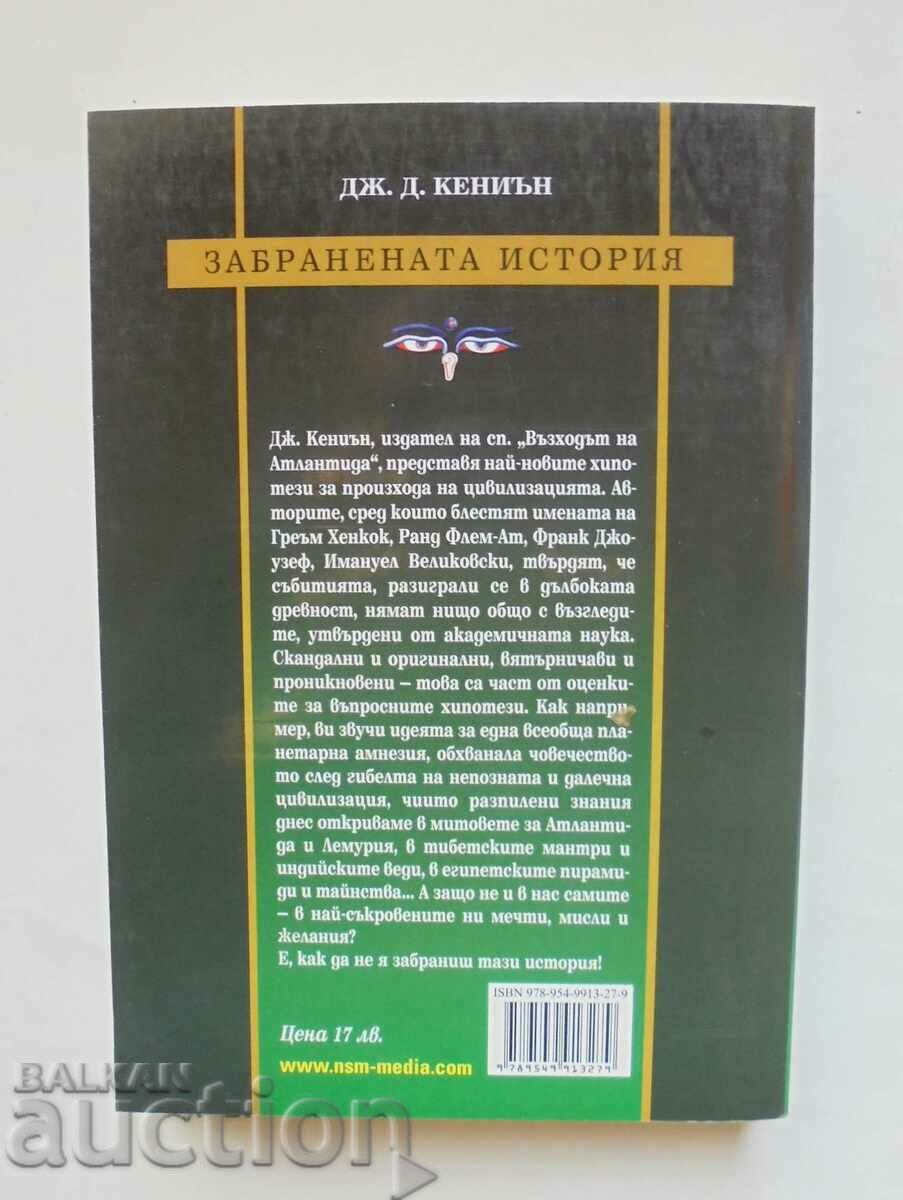 ДЖ. Д. КЕНИЪН
ЗАБРАНЕНАТА ИСТОРИЯ
Дж. Кениън, издател на сп. „Възходът на
Атлантида“, представя най-новите хипо-
тези за произхода на цивилизацията. Ав-
торите, сред които блестят имената на
Греъм Хенкок, Ранд Флем-Ат, Франк Джо-
узеф, Имануел Великовски, твърдят, че
събитията, разиграли се в дълбоката
древност, нямат нищо общо с възгледи-
те, утвърдени от академичната наука.
Скандални и оригинални, вятърничави и
проникновени – това са част от оценки-
те за въпросните хипотези. Как напри-
мер, ви звучи идеята за една всеобща пла-
нетарна амнезия, обхванала човечество-
то след гибелта на непозната и далечна
цивилизация, чиито разпилени знания
днес откриваме в митовете за Атланти-
да и Лемурия, в тибетските мантри и
индийските веди, в египетските пирами-
ди и тайнства... А защо не и в нас самите
– в най-съкровените ни мечти, мисли и
желания?
Е, как да не я забраниш тази история!
ISBN 978-954-9913-27-9
Цена 17 лв.
www.nsm-media.com
9 789549 913279
BALKAN
auction